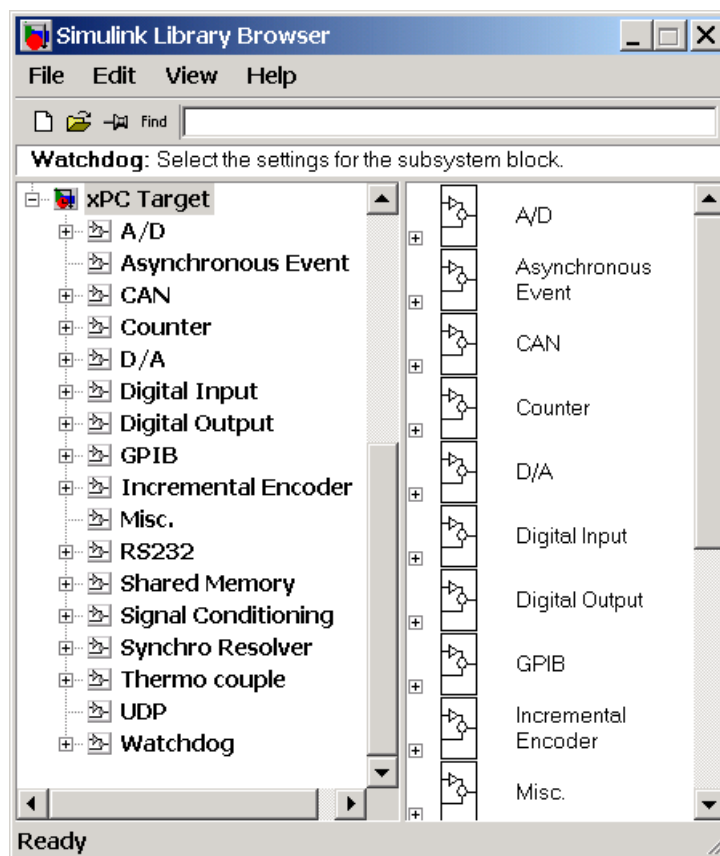 Simulink Library Browser
File Edit View Help
Find
Watchdog: Select the settings for the subsystem block.
xPC Target
A/D
Asynchronous Event
CAN
Counter
D/A
Digital Input
Digital Output
GPIB
Incremental Encoder
Misc.
RS232
Shared Memory
Signal Conditioning
Synchro Resolver
Thermo couple
UDP
Watchdog
A/D
Asynchronous
Event
CAN
Counter
D/A
Digital Input
Digital Output
GPIB
Incremental
Encoder
Misc.
Ready